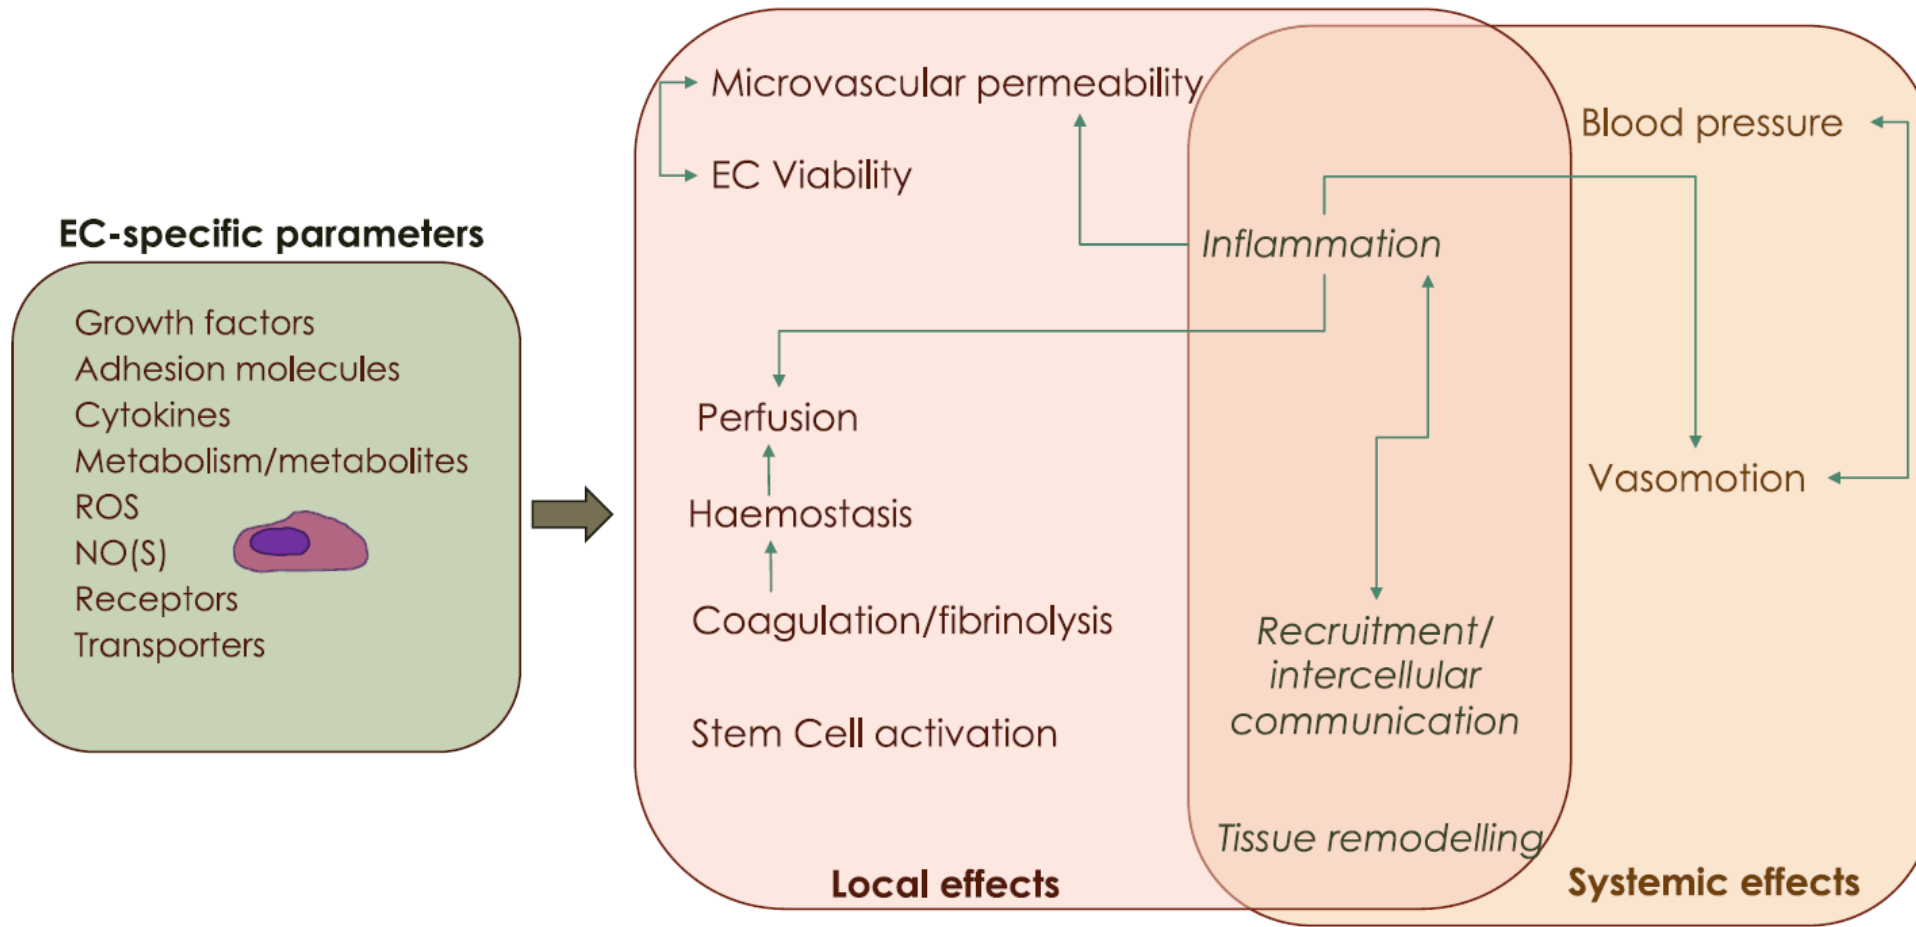 EC-specific parameters
Growth factors
Adhesion molecules
Cytokines
Metabolism/metabolites
ROS
NO(S)
Receptors
Transporters
Microvascular permeability
EC Viability
Perfusion
Haemostasis
Coagulation/fibrinolysis
Stem Cell activation
Local effects
Inflammation
Recruitment/
intercellular
communication
Tissue remodelling
Blood pressure
Vasomotion
Systemic effects